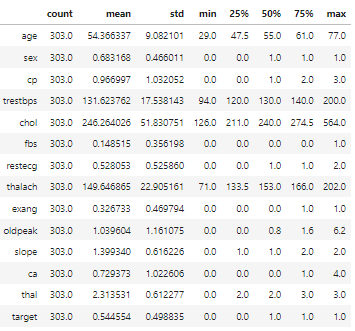 count mean std min 25% 50% 75% max
age 303.0 54.366337 9.082101 29.0 47.5 55.0 61.0 77.0
sex 303.0 0.683168 0.466011 0.0 0.0 1.0 1.0 1.0
cp 303.0 0.966997 1.032052 0.0 0.0 1.0 2.0 3.0
trestbps 303.0 131.623762 17.538143 94.0 120.0 130.0 140.0 200.0
chol 303.0 246.264026 51.830751 126.0 211.0 240.0 274.5 564.0
fbs 303.0 0.148515 0.356198 0.0 0.0 0.0 0.0 1.0
restecg 303.0 0.528053 0.525860 0.0 0.0 1.0 1.0 2.0
thalach 303.0 149.646865 22.905161 71.0 133.5 153.0 166.0 202.0
exang 303.0 0.326733 0.469794 0.0 0.0 0.0 1.0 1.0
oldpeak 303.0 1.039604 1.161075 0.0 0.0 0.8 1.6 6.2
slope 303.0 1.399340 0.616226 0.0 1.0 1.0 2.0 2.0
ca 303.0 0.729373 1.022606 0.0 0.0 0.0 1.0 4.0
thal 303.0 2.313531 0.612277 0.0 2.0 2.0 3.0 3.0
target 303.0 0.544554 0.498835 0.0 0.0 1.0 1.0 1.0